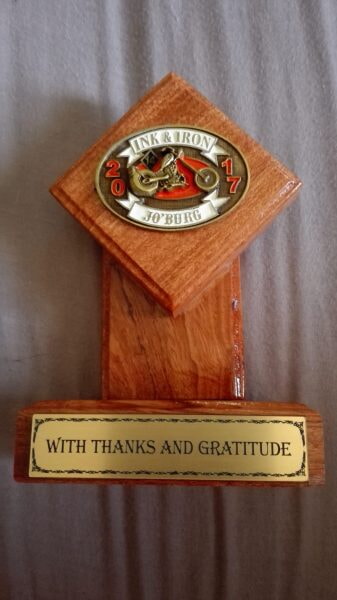 INK & IRON
20 17
JO'BURG
WITH THANKS AND GRATITUDE